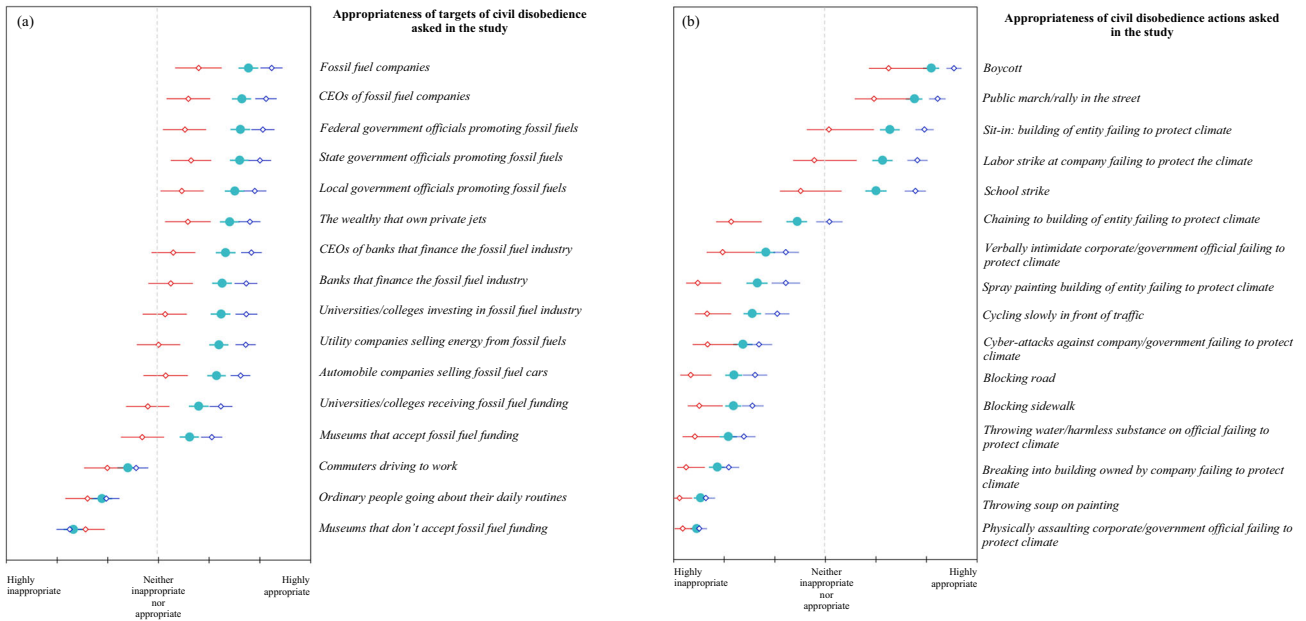 (a)
Appropriateness of targets of civil disobedience
asked in the study
Fossil fuel companies
CEOs of fossil fuel companies
Federal government officials promoting fossil fuels
State government officials promoting fossil fuels
Local government officials promoting fossil fuels
The wealthy that own private jets
CEOs of banks that finance the fossil fuel industry
Banks that finance the fossil fuel industry
Universities/colleges investing in fossil fuel industry
Utility companies selling energy from fossil fuels
Automobile companies selling fossil fuel cars
Universities/colleges receiving fossil fuel funding
Museums that accept fossil fuel funding
Commuters driving to work
Ordinary people going about their daily routines
Museums that don't accept fossil fuel funding
Highly
inappropriate
Neither
inappropriate
nor
appropriate
Highly
appropriate
(b)
Appropriateness of civil disobedience actions asked
in the study
Boycott
Public march/rally in the street
Sit-in: building of entity failing to protect climate
Labor strike at company failing to protect the climate
School strike
Chaining to building of entity failing to protect climate
Verbally intimidate corporate/government official failing to
protect climate
Spray painting building of entity failing to protect climate
Cycling slowly in front of traffic
Cyber-attacks against company/government failing to protect
climate
Blocking road
Blocking sidewalk
Throwing water/harmless substance on official failing to
protect climate
Breaking into building owned by company failing to protect
climate
Throwing soup on painting
Physically assaulting corporate/government official failing to
protect climate
Highly
inappropriate
Neither
inappropriate
nor
appropriate
Highly
appropriate